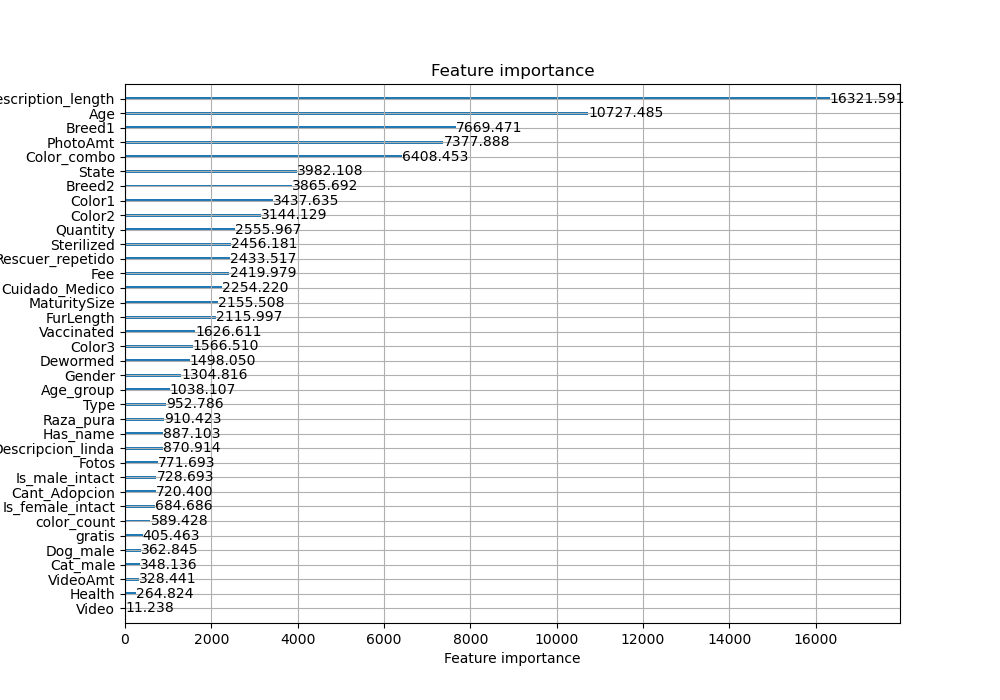 Feature importance
escription_length 16321.591
Age 10727.485
Breed1 7669.471
PhotoAmt 7377.888
Color_combo 6408.453
State 3982.108
Breed2 3865.692
Color1 3437.635
Color2 3144.129
Quantity 2555.967
Sterilized 2456.181
Rescuer_repetido 2433.517
Fee 2419.979
Cuidado_Medico 2254.220
MaturitySize 2155.508
FurLength 2115.997
Vaccinated 1626.611
Color3 1566.510
Dewormed 1498.050
Gender 1304.816
Age_group 1038.107
Type 952.786
Raza_pura 910.423
Has_name 887.103
Descripcion_linda 870.914
Fotos 771.693
Is_male_intact 728.693
Cant_Adopcion 720.400
Is_female_intact 684.686
color_count 589.428
gratis 405.463
Dog_male 362.845
Cat_male 348.136
VideoAmt 328.441
Health 264.824
Video 11.238
0 2000 4000 6000 8000 10000 12000 14000 16000
Feature importance